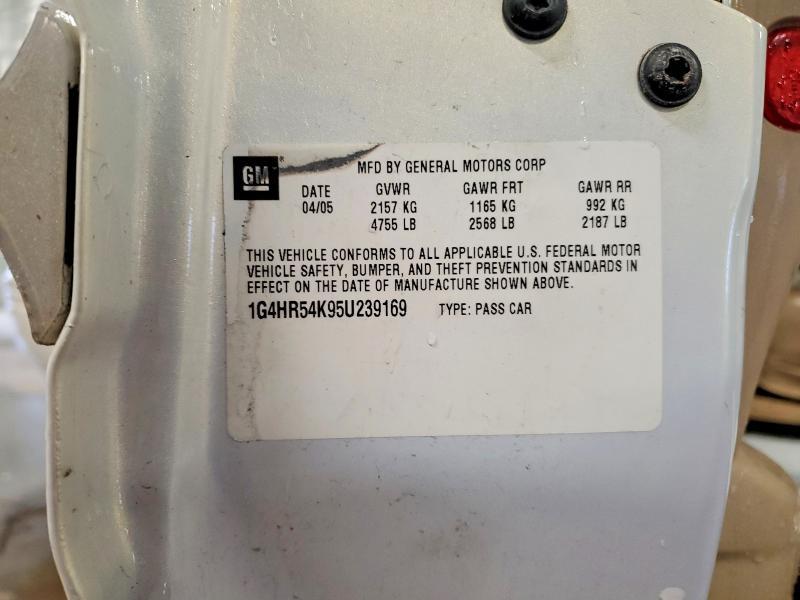 GM
MFD BY GENERAL MOTORS CORP
DATE GVWR GAWR FRT GAWR RR
04/05 2157 KG 1165 KG 992 KG
4755 LB 2568 LB 2187 LB
THIS VEHICLE CONFORMS TO ALL APPLICABLE U.S. FEDERAL MOTOR
VEHICLE SAFETY, BUMPER, AND THEFT PREVENTION STANDARDS IN
EFFECT ON THE DATE OF MANUFACTURE SHOWN ABOVE.
1G4HR54K95U239169 TYPE: PASS CAR